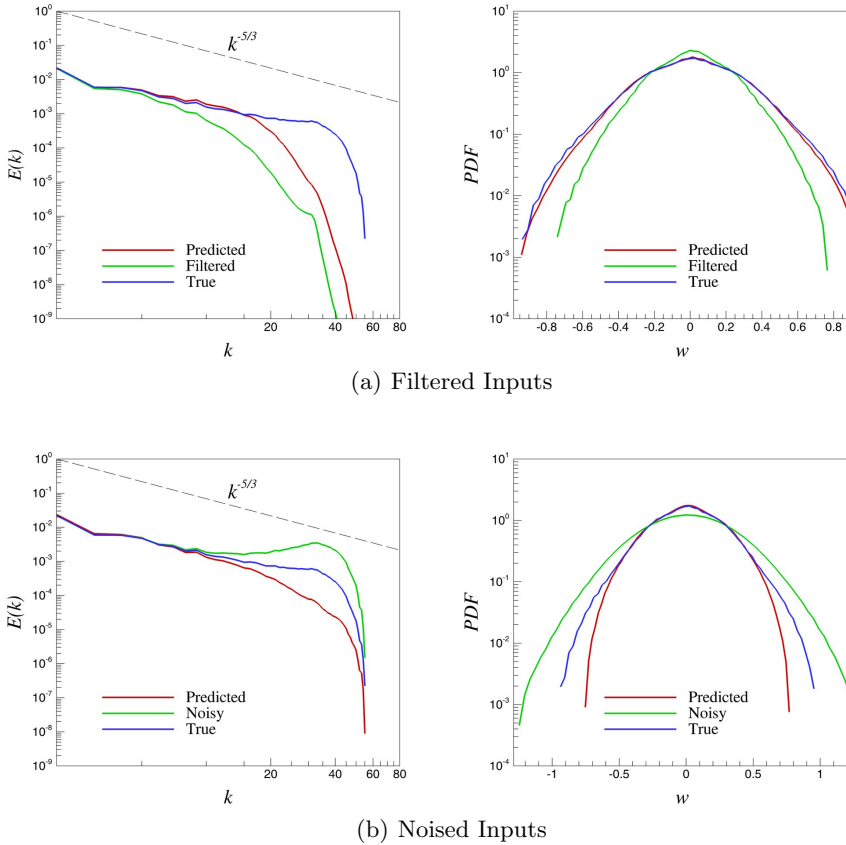 10^0
10^-1
10^-2
10^-3
10^-4
10^-5
10^-6
10^-7
10^-8
10^-9
E(k)
k^-5/3
Predicted
Filtered
True
20 40 60 80
k
10^1
10^0
10^-1
10^-2
10^-3
10^-4
PDF
Predicted
Filtered
True
-0.8 -0.6 -0.4 -0.2 0 0.2 0.4 0.6 0.8
w
(a) Filtered Inputs
10^0
10^-1
10^-2
10^-3
10^-4
10^-5
10^-6
10^-7
10^-8
10^-9
E(k)
k^-5/3
Predicted
Noisy
True
20 40 60 80
k
10^1
10^0
10^-1
10^-2
10^-3
10^-4
PDF
Predicted
Noisy
True
-1 -0.5 0 0.5 1
w
(b) Noised Inputs